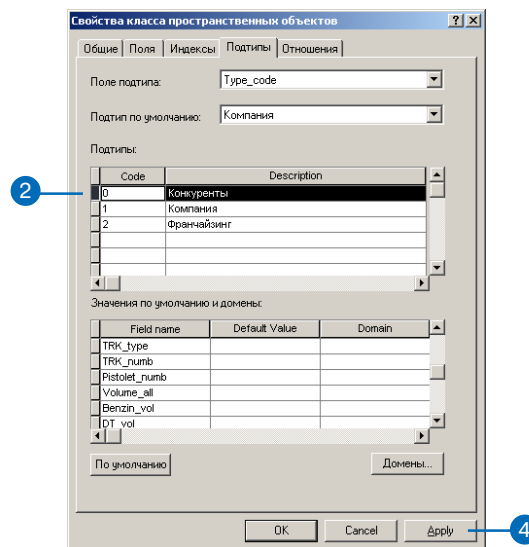 Свойства класса пространственных объектов
Общие Поля Индексы Подтипы Отношения
Поле подтипа: Type_code
Подтип по умолчанию: Компания
Подтипы:
Code Description
2 0 Конкуренты
1 Компания
2 Франчайзинг
Значения по умолчанию и домены:
Field name Default Value Domain
TRK_type
TRK_numb
Pistolet_numb
Volume_all
Benzin_vol
DT_vol
По умолчанию Домены...
OK Cancel Apply 4